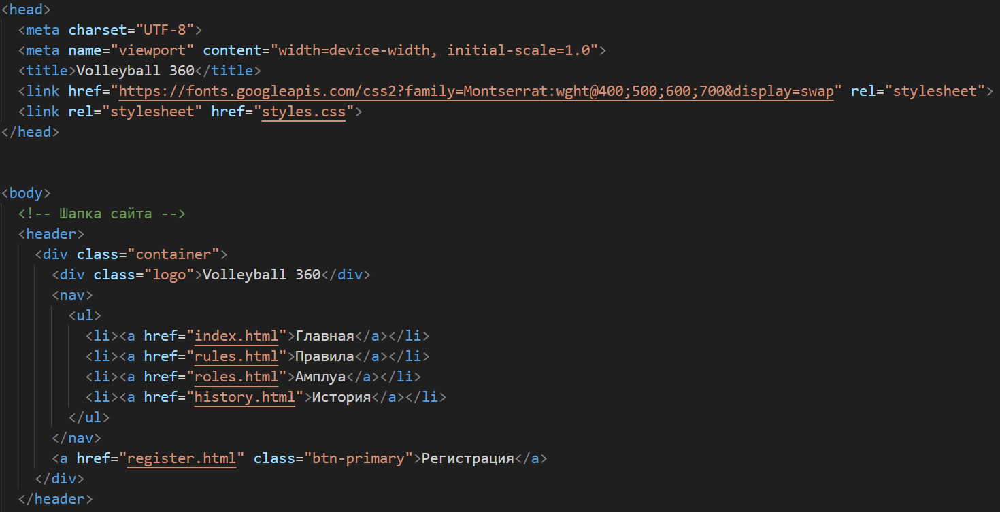 <head>
<meta charset="UTF-8">
<meta name="viewport" content="width=device-width, initial-scale=1.0">
<title>Volleyball 360</title>
<link href="https://fonts.googleapis.com/css2?family=Montserrat:wght@400;500;600;700&display=swap" rel="stylesheet">
<link rel="stylesheet" href="styles.css">
</head>
<body>
<!-- Шапка сайта -->
<header>
<div class="container">
<div class="logo">Volleyball 360</div>
<nav>
<ul>
<li><a href="index.html">Главная</a></li>
<li><a href="rules.html">Правила</a></li>
<li><a href="roles.html">Амплуа</a></li>
<li><a href="history.html">История</a></li>
</ul>
</nav>
<a href="register.html" class="btn-primary">Регистрация</a>
</div>
</header>